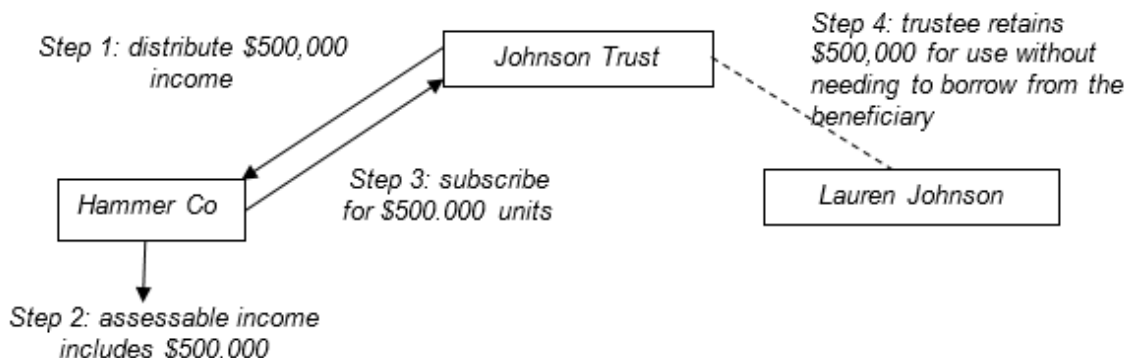 Step 1: distribute $500,000
income
Johnson Trust
Step 4: trustee retains
$500,000 for use without
needing to borrow from the
beneficiary
Hammer Co
Step 3: subscribe
for $500.000 units
Lauren Johnson
Step 2: assessable income
includes $500.000